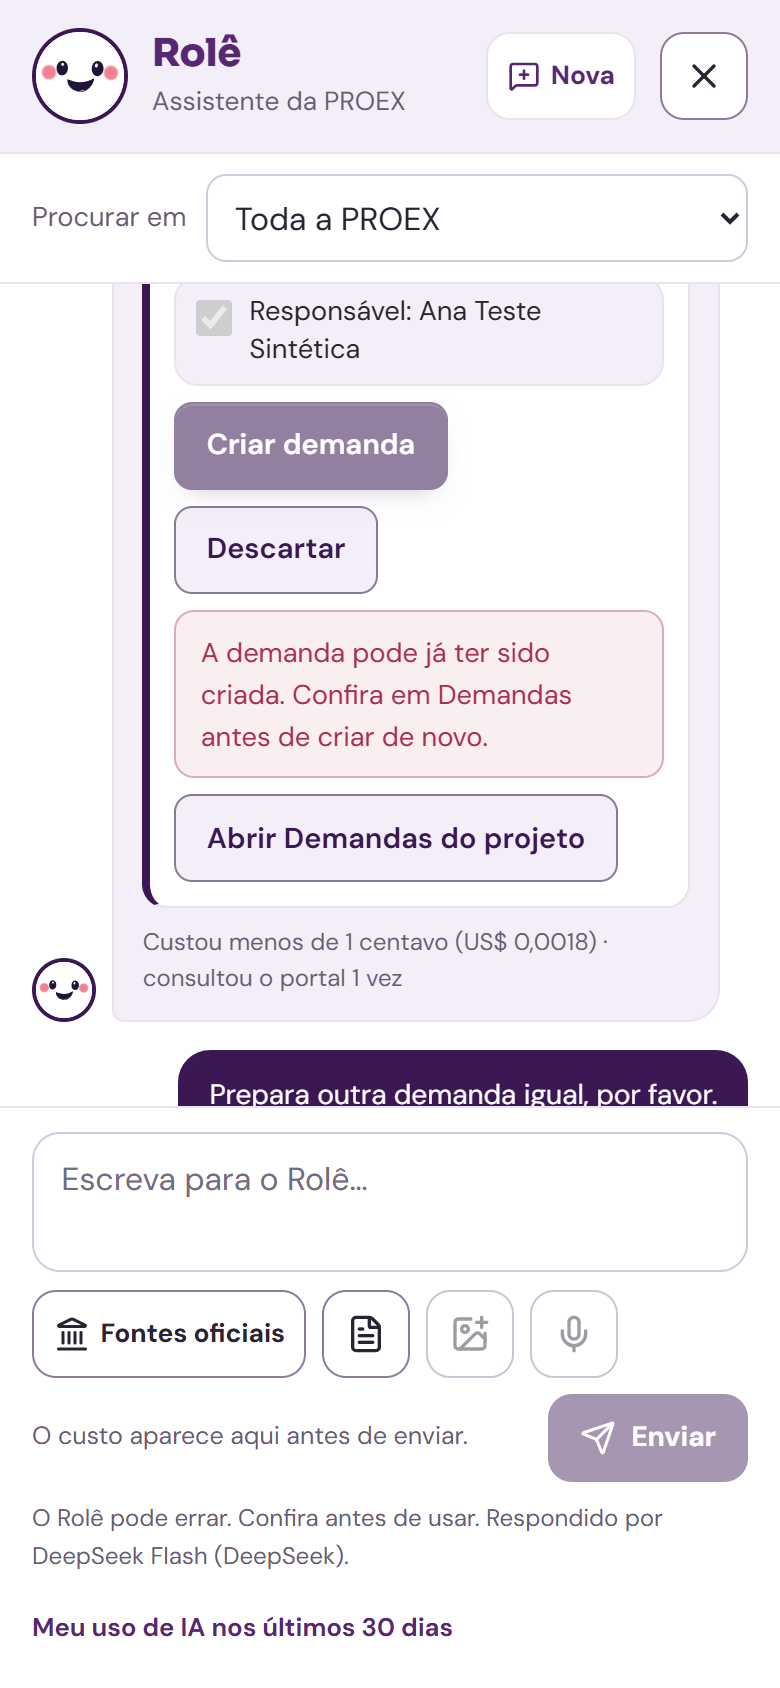 Rolê
Assistente da PROEX
Nova
Procurar em
Toda a PROEX
Responsável: Ana Teste
Sintética
Criar demanda
Descartar
A demanda pode já ter sido
criada. Confira em Demandas
antes de criar de novo.
Abrir Demandas do projeto
Custou menos de 1 centavo (US$ 0,0018) ·
consultou o portal 1 vez
Prepara outra demanda igual, por favor.
Escreva para o Rolê...
Fontes oficiais
O custo aparece aqui antes de enviar.
Enviar
O Rolê pode errar. Confira antes de usar. Respondido por
DeepSeek Flash (DeepSeek).
Meu uso de IA nos últimos 30 dias